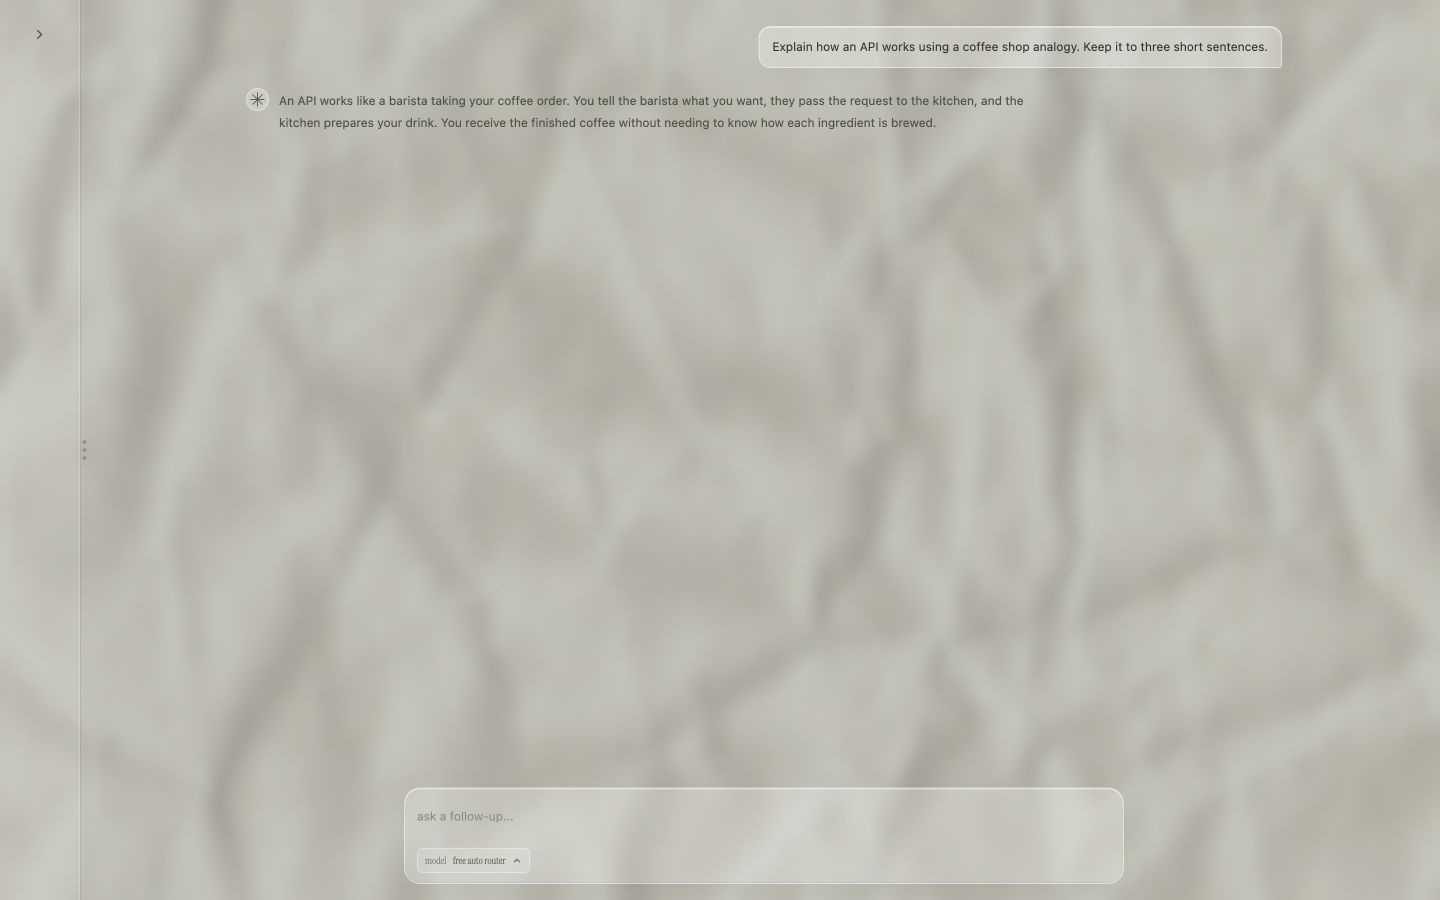 Explain how an API works using a coffee shop analogy. Keep it to three short sentences.
An API works like a barista taking your coffee order. You tell the barista what you want, they pass the request to the kitchen, and the
kitchen prepares your drink. You receive the finished coffee without needing to know how each ingredient is brewed.
ask a follow-up...
model free auto router